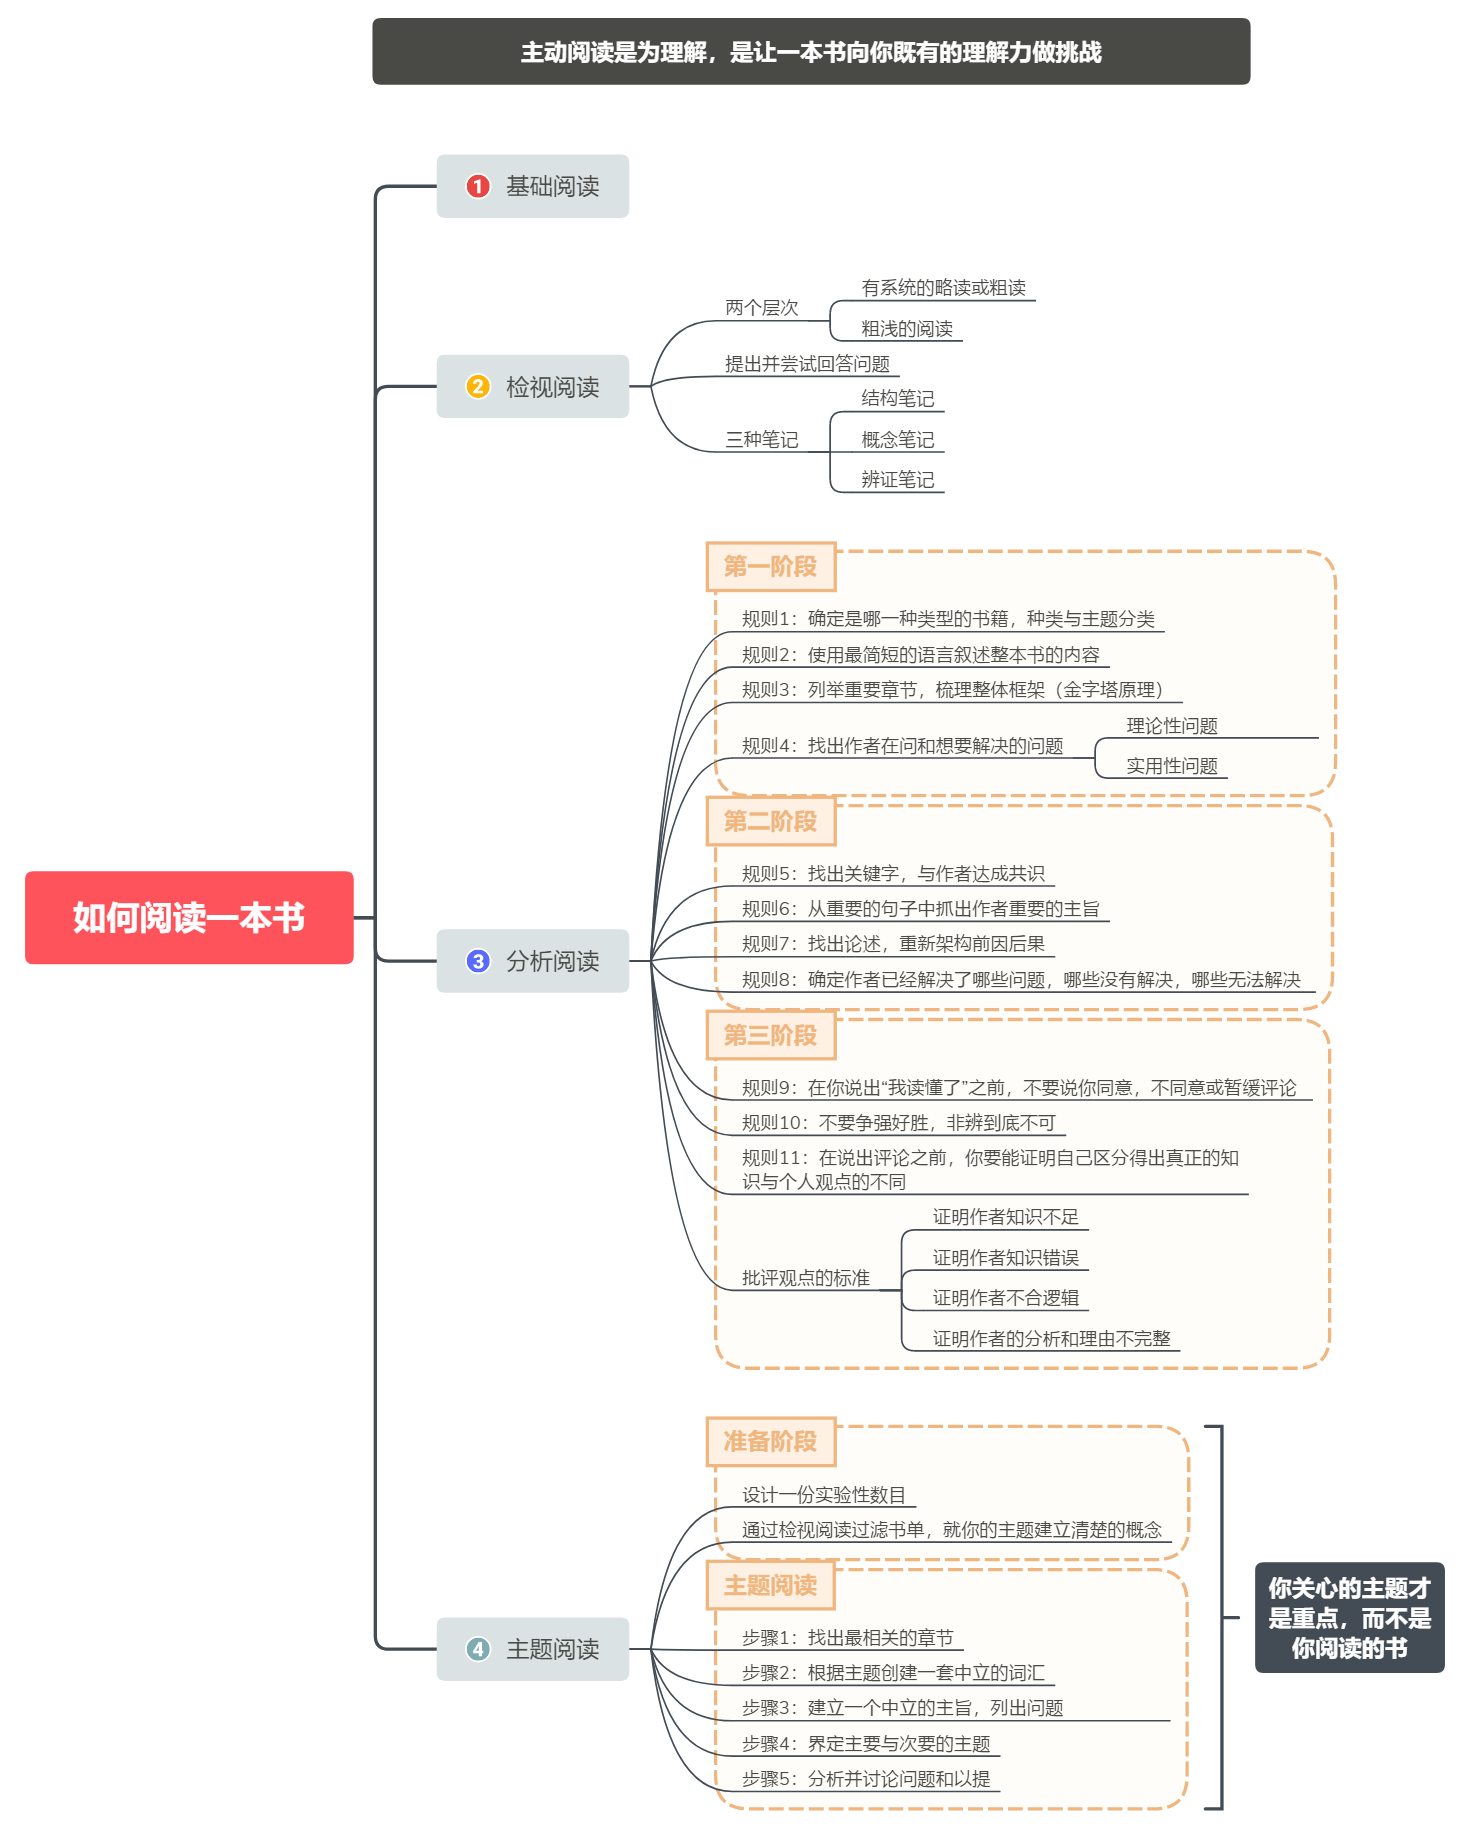 主动阅读是为理解，是让一本书向你既有的理解力做挑战
如何阅读一本书
1 基础阅读
2 检视阅读
两个层次
有系统的略读或粗读
粗浅的阅读
提出并尝试回答问题
三种笔记
结构笔记
概念笔记
辨证笔记
3 分析阅读
第一阶段
规则1：确定是哪一种类型的书籍，种类与主题分类
规则2：使用最简短的语言叙述整本书的内容
规则3：列举重要章节，梳理整体框架（金字塔原理）
规则4：找出作者在问和想要解决的问题
理论性问题
实用性问题
第二阶段
规则5：找出关键字，与作者达成共识
规则6：从重要的句子中抓出作者重要的主旨
规则7：找出论述，重新架构前因后果
规则8：确定作者已经解决了哪些问题，哪些没有解决，哪些无法解决
第三阶段
规则9：在你说出“我读懂了”之前，不要说你同意，不同意或暂缓评论
规则10：不要争强好胜，非辨到底不可
规则11：在说出评论之前，你要能证明自己区分得出真正的知
识与个人观点的不同
批评观点的标准
证明作者知识不足
证明作者知识错误
证明作者不合逻辑
证明作者的分析和理由不完整
4 主题阅读
准备阶段
设计一份实验性数目
通过检视阅读过滤书单，就你的主题建立清楚的概念
主题阅读
步骤1：找出最相关的章节
步骤2：根据主题创建一套中立的词汇
步骤3：建立一个中立的主旨，列出问题
步骤4：界定主要与次要的主题
步骤5：分析并讨论问题和以提
你关心的主题才
是重点，而不是
你阅读的书